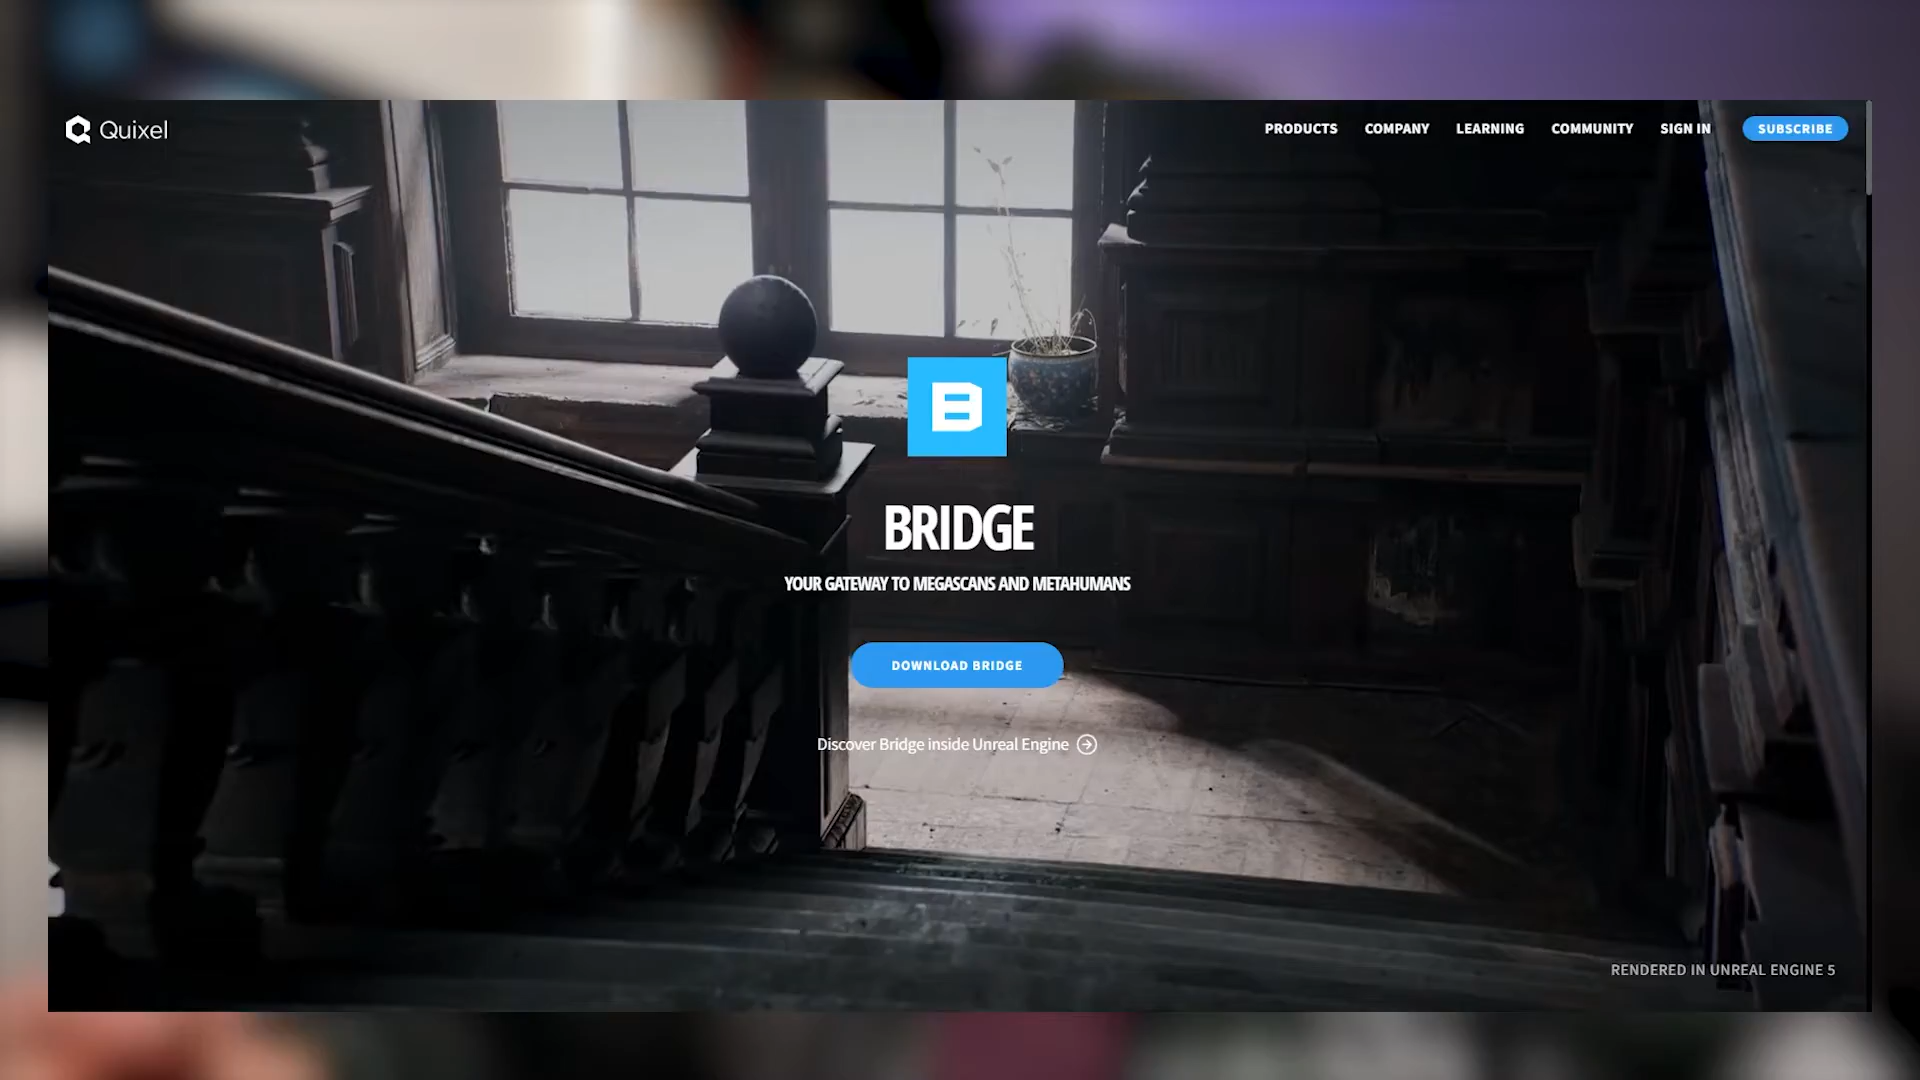 Quixel
PRODUCTS COMPANY LEARNING COMMUNITY SIGN IN SUBSCRIBE
B
BRIDGE
YOUR GATEWAY TO MEGASCANS AND METAHUMANS
DOWNLOAD BRIDGE
Discover Bridge inside Unreal Engine
RENDERED IN UNREAL ENGINE 5